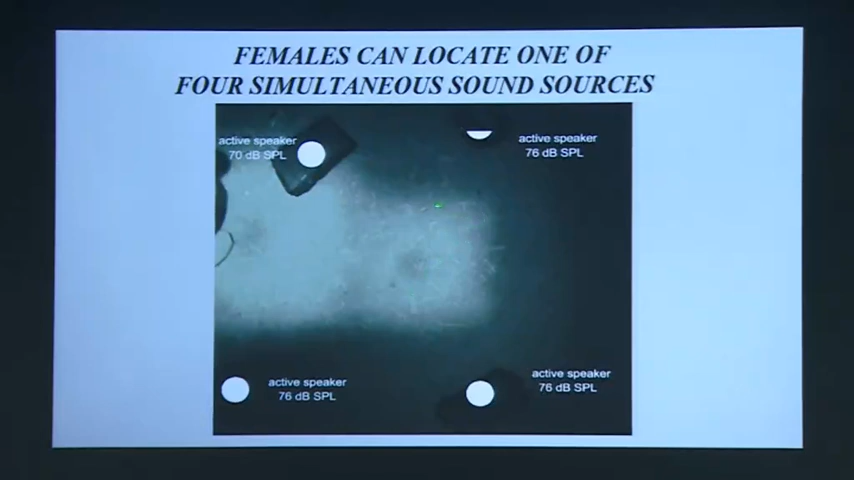 FEMALES CAN LOCATE ONE OF
FOUR SIMULTANEOUS SOUND SOURCES
active speaker
70 dB SPL
active speaker
76 dB SPL
active speaker
76 dB SPL
active speaker
76 dB SPL